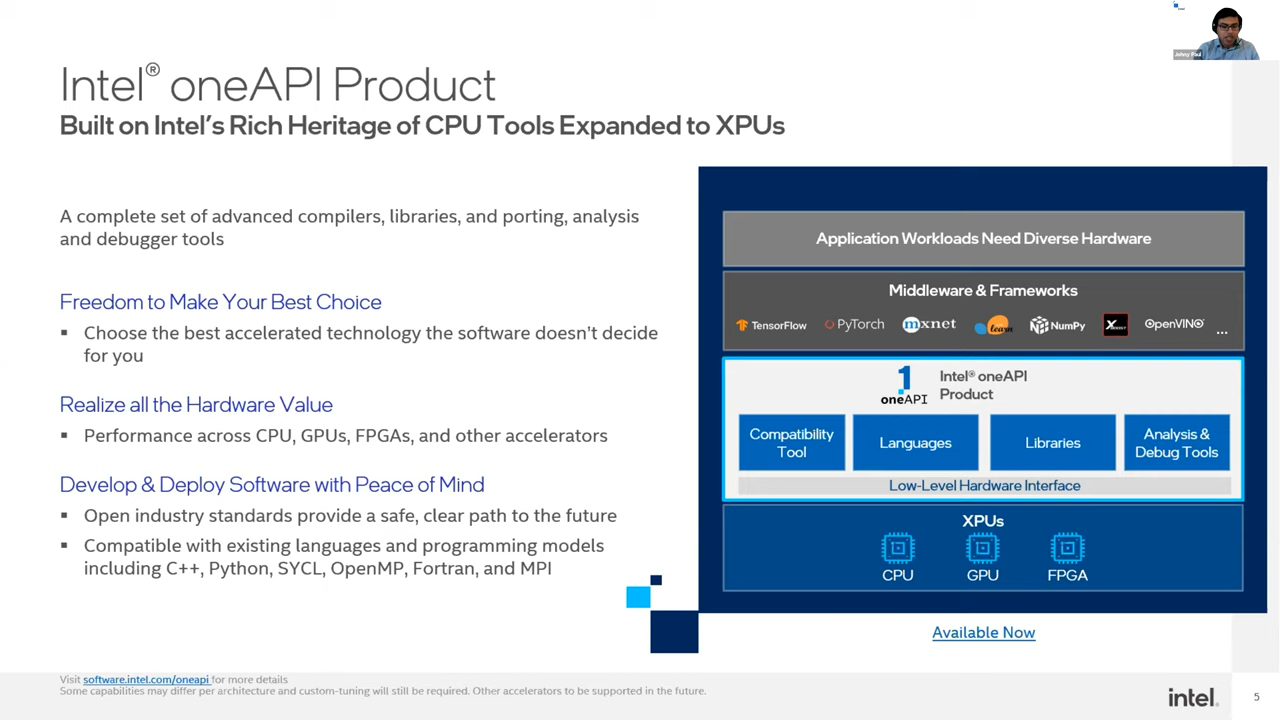 Johny Paul
Intel® oneAPI Product
Built on Intel's Rich Heritage of CPU Tools Expanded to XPUs
A complete set of advanced compilers, libraries, and porting, analysis
and debugger tools
Freedom to Make Your Best Choice
▪ Choose the best accelerated technology the software doesn't decide
for you
Realize all the Hardware Value
▪ Performance across CPU, GPUs, FPGAs, and other accelerators
Develop & Deploy Software with Peace of Mind
▪ Open industry standards provide a safe, clear path to the future
▪ Compatible with existing languages and programming models
including C++, Python, SYCL, OpenMP, Fortran, and MPI
Application Workloads Need Diverse Hardware
Middleware & Frameworks
TensorFlow PyTorch mxnet learn NumPy XBOOST OpenVINO ...
1
oneAPI
Intel® oneAPI
Product
Compatibility
Tool
Languages
Libraries
Analysis &
Debug Tools
Low-Level Hardware Interface
XPUs
CPU GPU FPGA
Available Now
Visit software.intel.com/oneapi for more details
Some capabilities may differ per architecture and custom-tuning will still be required. Other accelerators to be supported in the future.
intel.
5